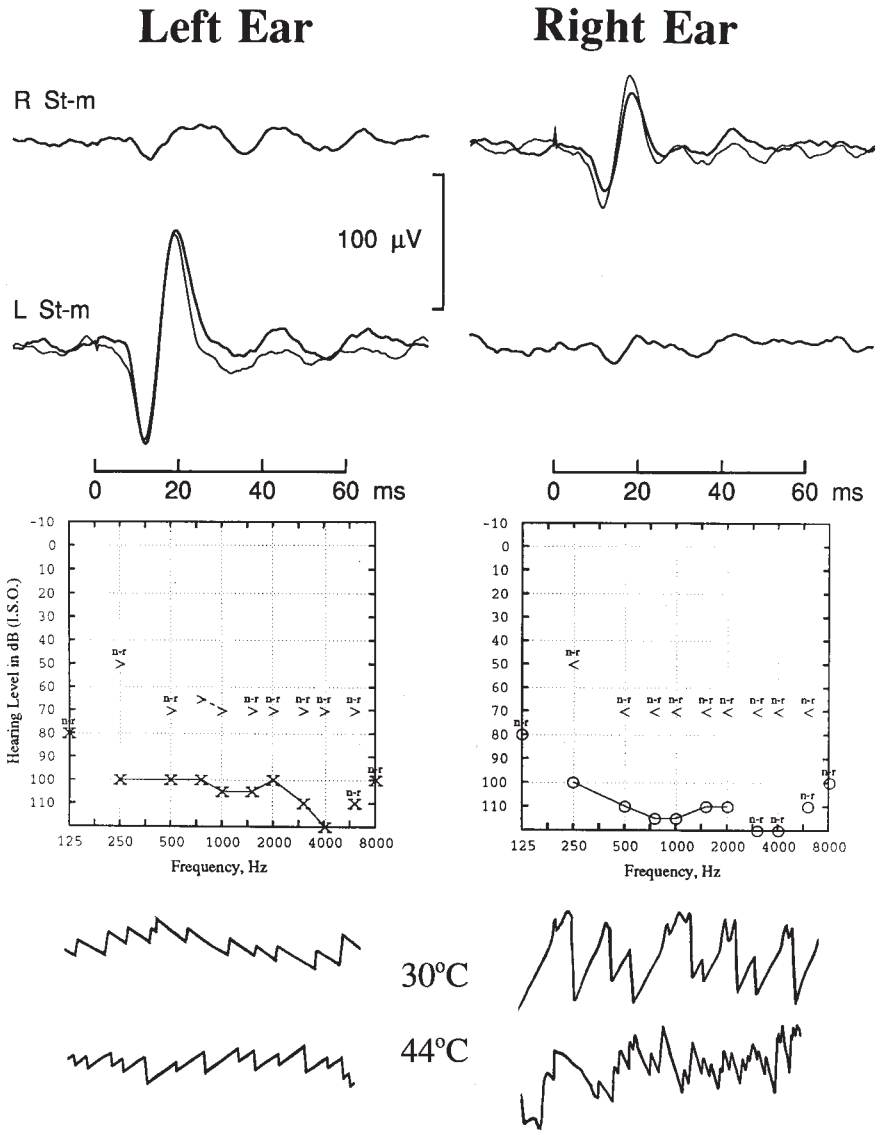 Left Ear
Right Ear
R St-m
100 µV
L St-m
0 20 40 60 ms
0 20 40 60 ms
Hearing Level in dB (I.S.O.)
-10
0
10
20
30
40
50
60
70
80
90
100
110
n-r
n-r
n-r
n-r
n-r
n-r
n-r
n-r
n-r
n-r
125 250 500 1000 2000 4000 8000
Frequency, Hz
-10
0
10
20
30
40
50
60
70
80
90
100
110
n-r
n-r
n-r
n-r
n-r
n-r
n-r
n-r
n-r
n-r
n-r
n-r
n-r
n-r
125 250 500 1000 2000 4000 8000
Frequency, Hz
30°C
44°C